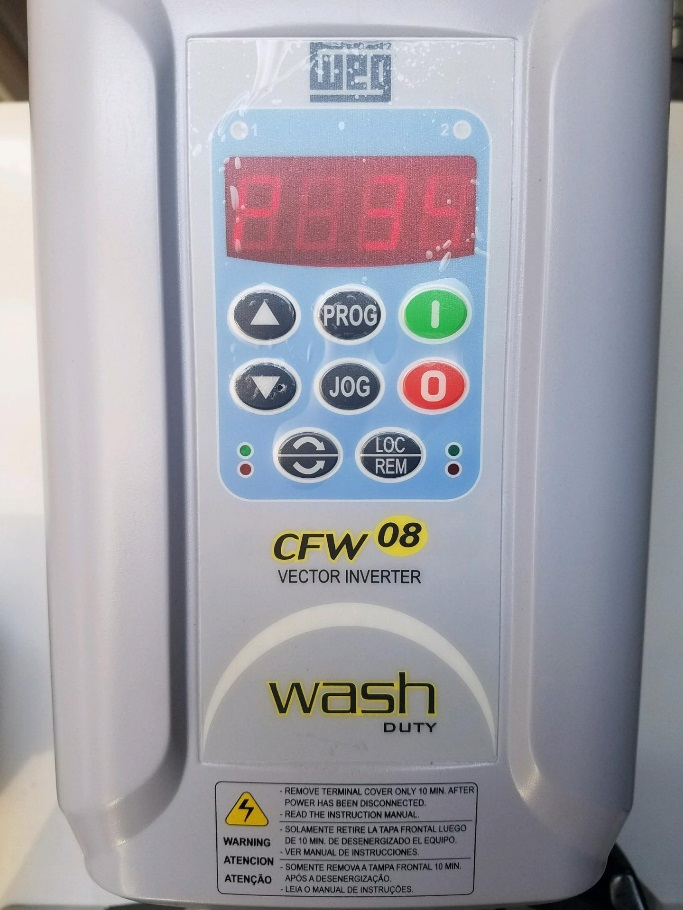 WEG
1 2
PROG I
JOG O
LOC
REM
CFW 08
VECTOR INVERTER
wash
DUTY
- REMOVE TERMINAL COVER ONLY 10 MIN. AFTER
POWER HAS BEEN DISCONNECTED.
- READ THE INSTRUCTION MANUAL.
WARNING
- SOLAMENTE RETIRE LA TAPA FRONTAL LUEGO
DE 10 MIN. DE DESENERGIZADO EL EQUIPO.
- VER MANUAL DE INSTRUCCIONES.
ATENCION
- SOMENTE REMOVA A TAMPA FRONTAL 10 MIN.
APÓS A DESENERGIZAÇÃO.
- LEIA O MANUAL DE INSTRUÇÕES.
ATENÇÃO